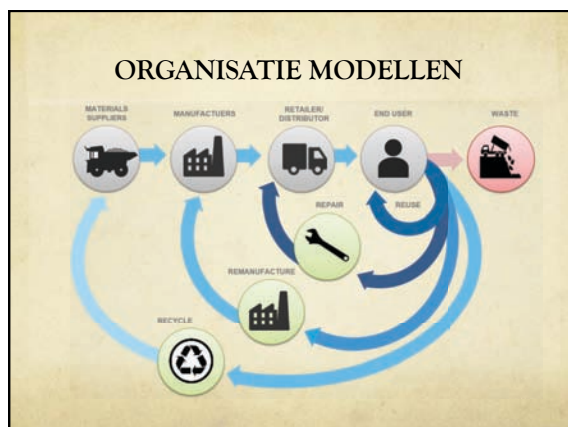 ORGANISATIE MODELLEN
MATERIALS
SUPPLIERS
MANUFACTUERS
RETAILER/
DISTRIBUTOR
END USER
WASTE
REUSE
REPAIR
REMANUFACTURE
RECYCLE